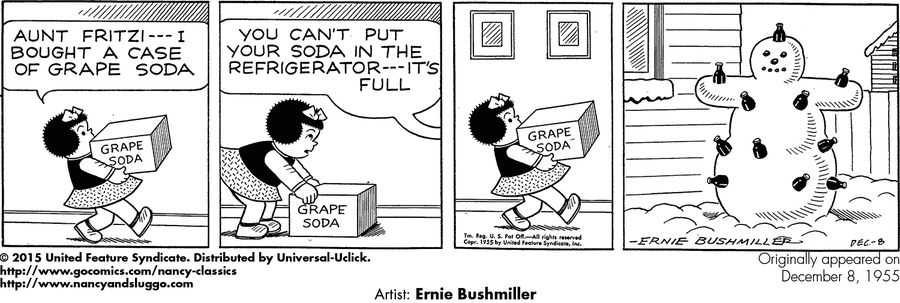 AUNT FRITZI---I
BOUGHT A CASE
OF GRAPE SODA
GRAPE
SODA
YOU CAN'T PUT
YOUR SODA IN THE
REFRIGERATOR---IT'S
FULL
GRAPE
SODA
GRAPE
SODA
Tm. Reg. U. S. Pat Off.—All rights reserved
Copr. 1955 by United Feature Syndicate, Inc.
-ERNIE BUSHMILLER-
DEC-8
© 2015 United Feature Syndicate. Distributed by Universal-Uclick.
http://www.gocomics.com/nancy-classics
http://www.nancyandsluggo.com
Originally appeared on
December 8, 1955
Artist: Ernie Bushmiller